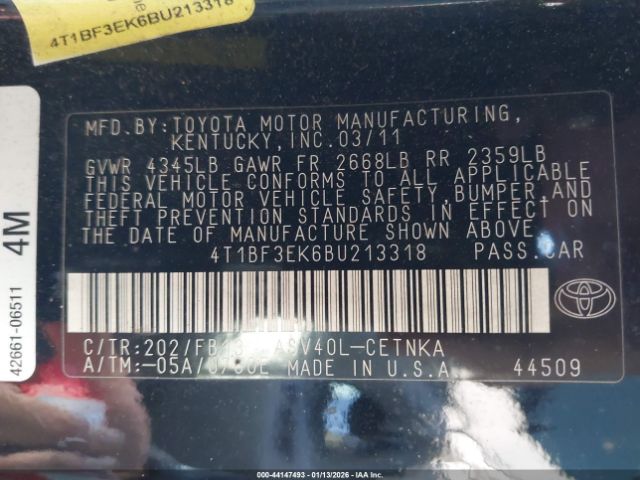 4T1BF3EK6BU213318
42661-06511 4M
MFD.BY:TOYOTA MOTOR MANUFACTURING,
KENTUCKY,INC.03/11
GVWR 4345LB GAWR FR 2668LB RR 2359LB
THIS VEHICLE CONFORMS TO ALL APPLICABLE
FEDERAL MOTOR VEHICLE SAFETY,BUMPER,AND
THEFT PREVENTION STANDARDS IN EFFECT ON
THE DATE OF MANUFACTURE SHOWN ABOVE.
4T1BF3EK6BU213318 PASS.CAR
C/TR:202/ ASV40L-CETNKA
A/TM:-05A/ MADE IN U.S.A. 44509
000-44147493 - 01/13/2026 - IAA Inc.